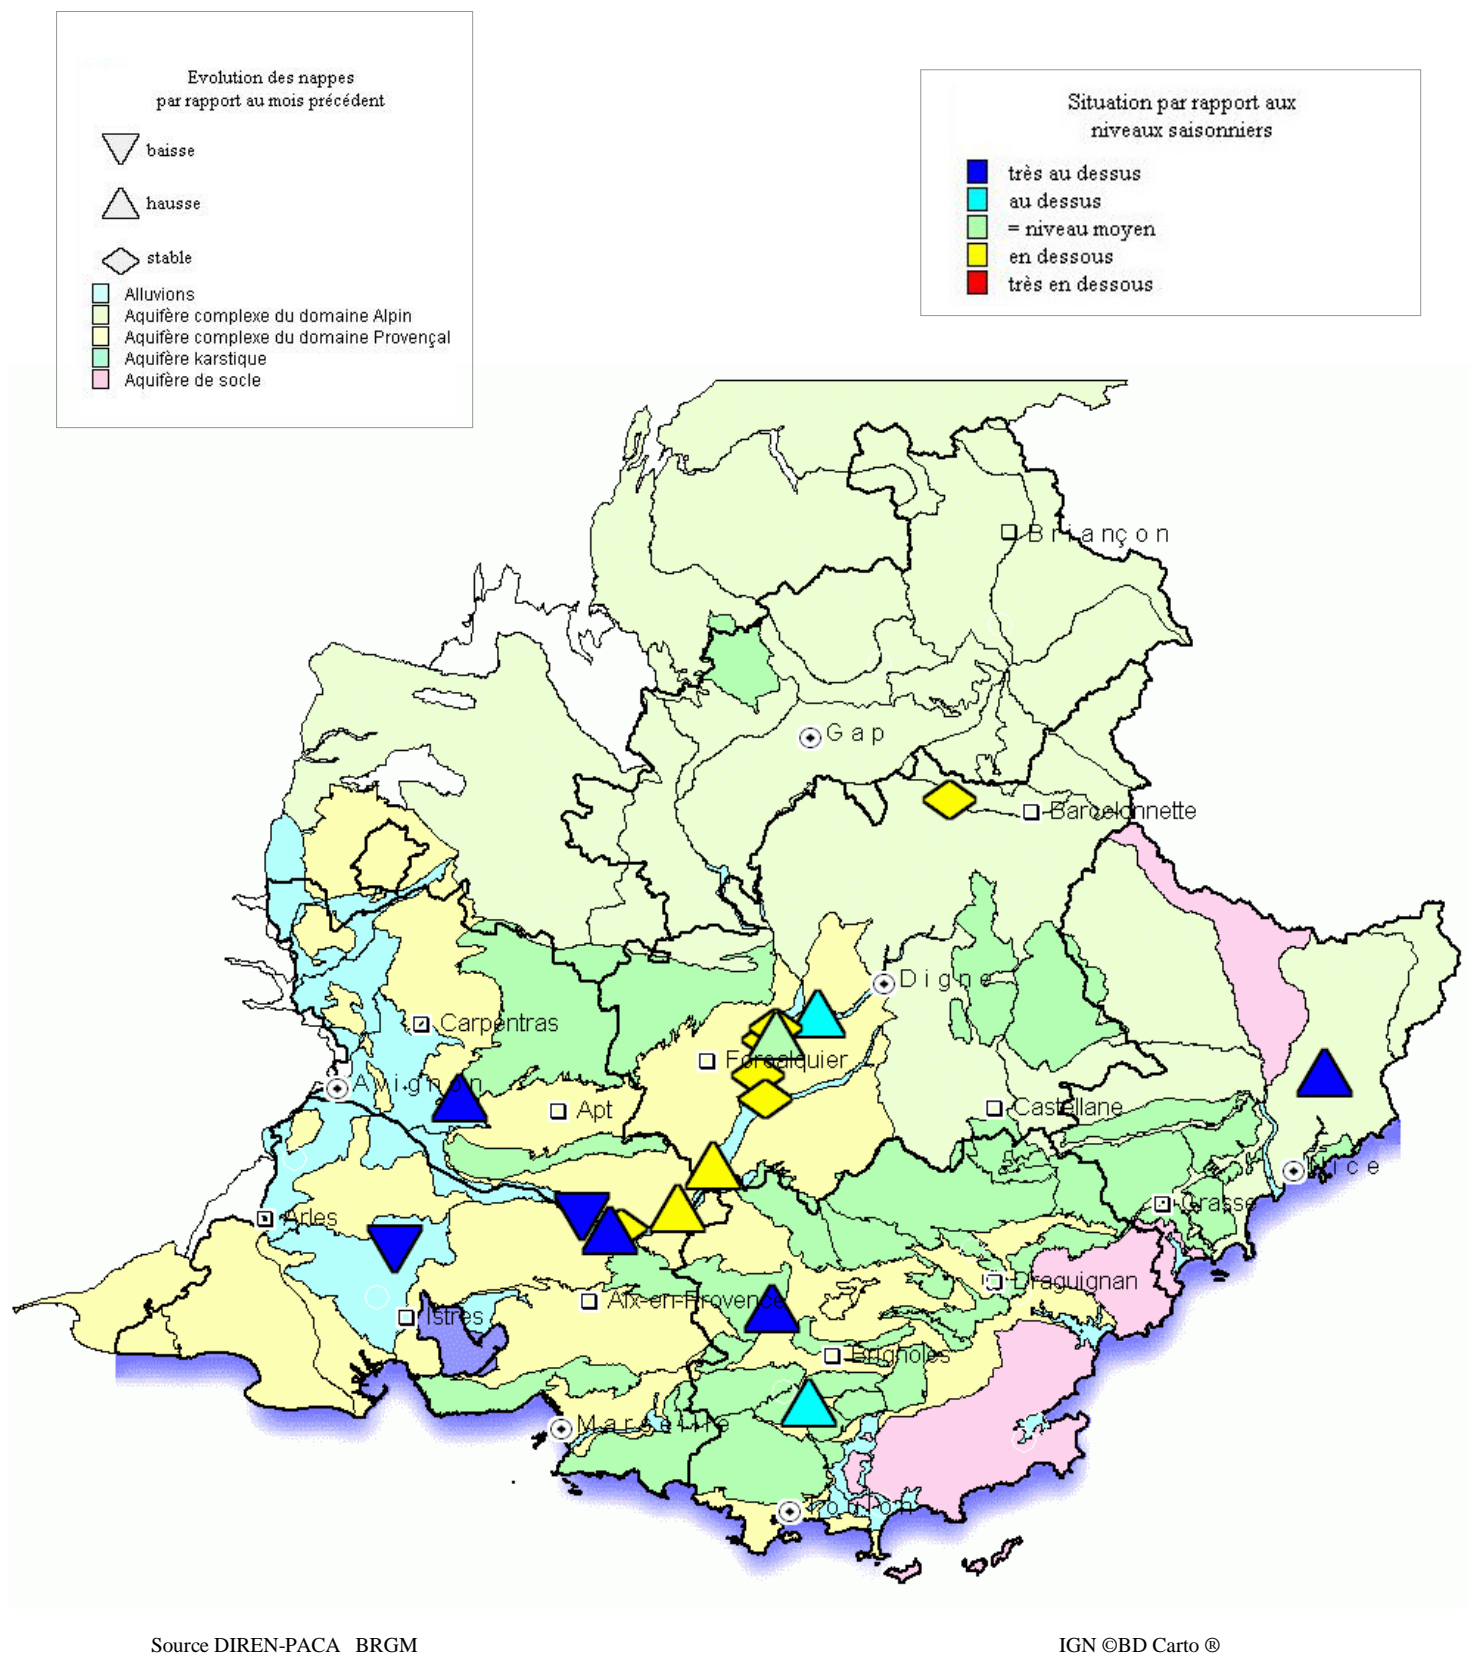 Evolution des nappes
par rapport au mois précédent
baisse
hausse
stable
Alluvions
Aquifère complexe du domaine Alpin
Aquifère complexe du domaine Provençal
Aquifère karstique
Aquifère de socle
Situation par rapport aux
niveaux saisonniers
très au dessus
au dessus
= niveau moyen
en dessous
très en dessous
Briançon
Gap
Barcelonnette
Digne
Carpentras
Forcalquier
Avignon
Apt
Castellane
Nice
Grasse
Arles
Draguignan
Aix-en-Provence
Istres
Brignoles
Marseille
Toulon
Source DIREN-PACA BRGM
IGN ©BD Carto ®